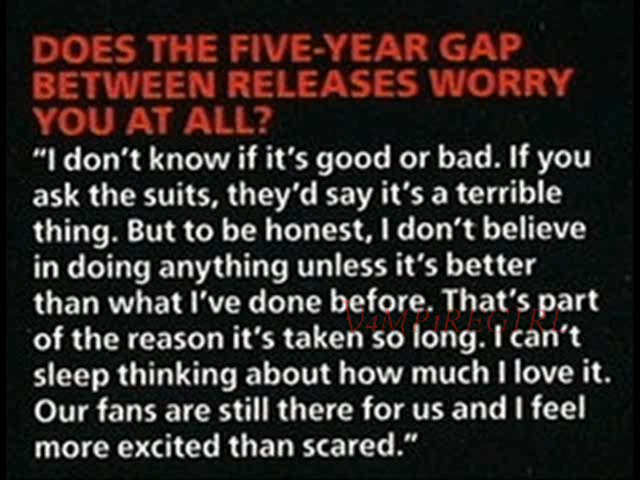 DOES THE FIVE-YEAR GAP
BETWEEN RELEASES WORRY
YOU AT ALL?
"I don't know if it's good or bad. If you
ask the suits, they'd say it's a terrible
thing. But to be honest, I don't believe
in doing anything unless it's better
than what I've done before. That's part
V4MP1REG1RL
of the reason it's taken so long. I can't
sleep thinking about how much I love it.
Our fans are still there for us and I feel
more excited than scared."